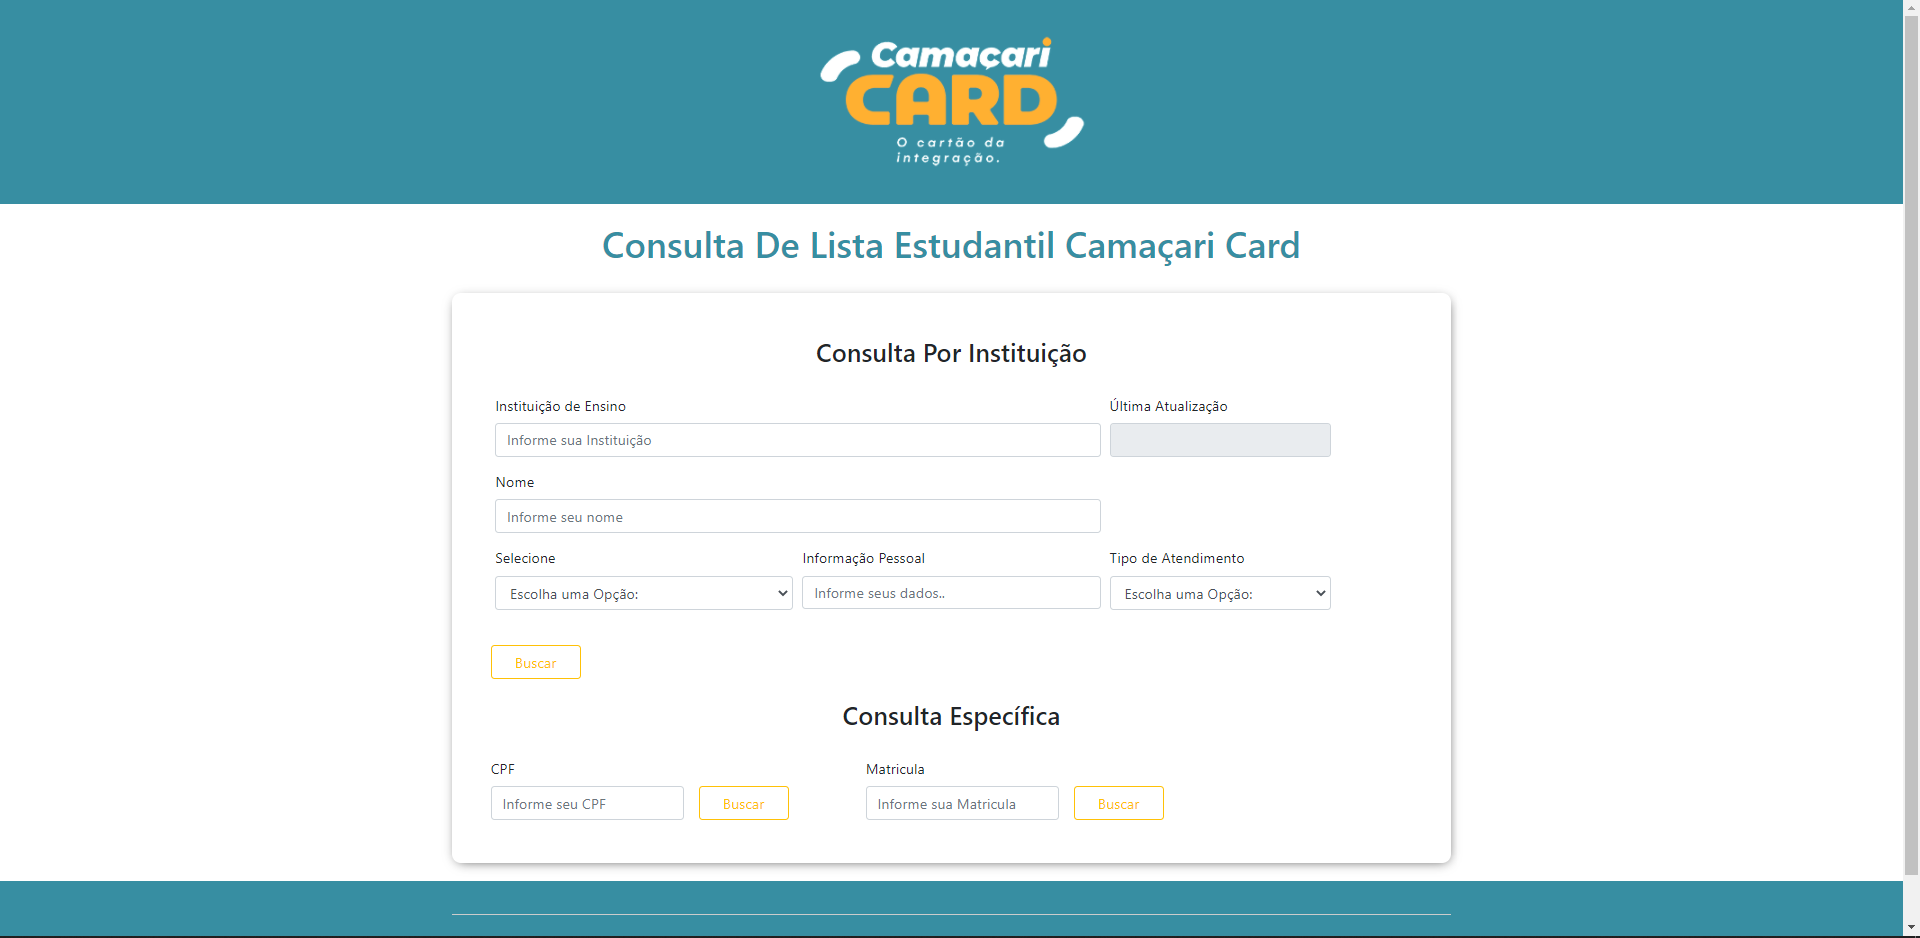 Camaçari
CARD
O cartão da
integração.
Consulta De Lista Estudantil Camaçari Card
Consulta Por Instituição
Instituição de Ensino
Última Atualização
Informe sua Instituição
Nome
Informe seu nome
Selecione
Informação Pessoal
Tipo de Atendimento
Escolha uma Opção:
Informe seus dados..
Escolha uma Opção:
Buscar
Consulta Específica
CPF
Matricula
Informe seu CPF
Buscar
Informe sua Matricula
Buscar